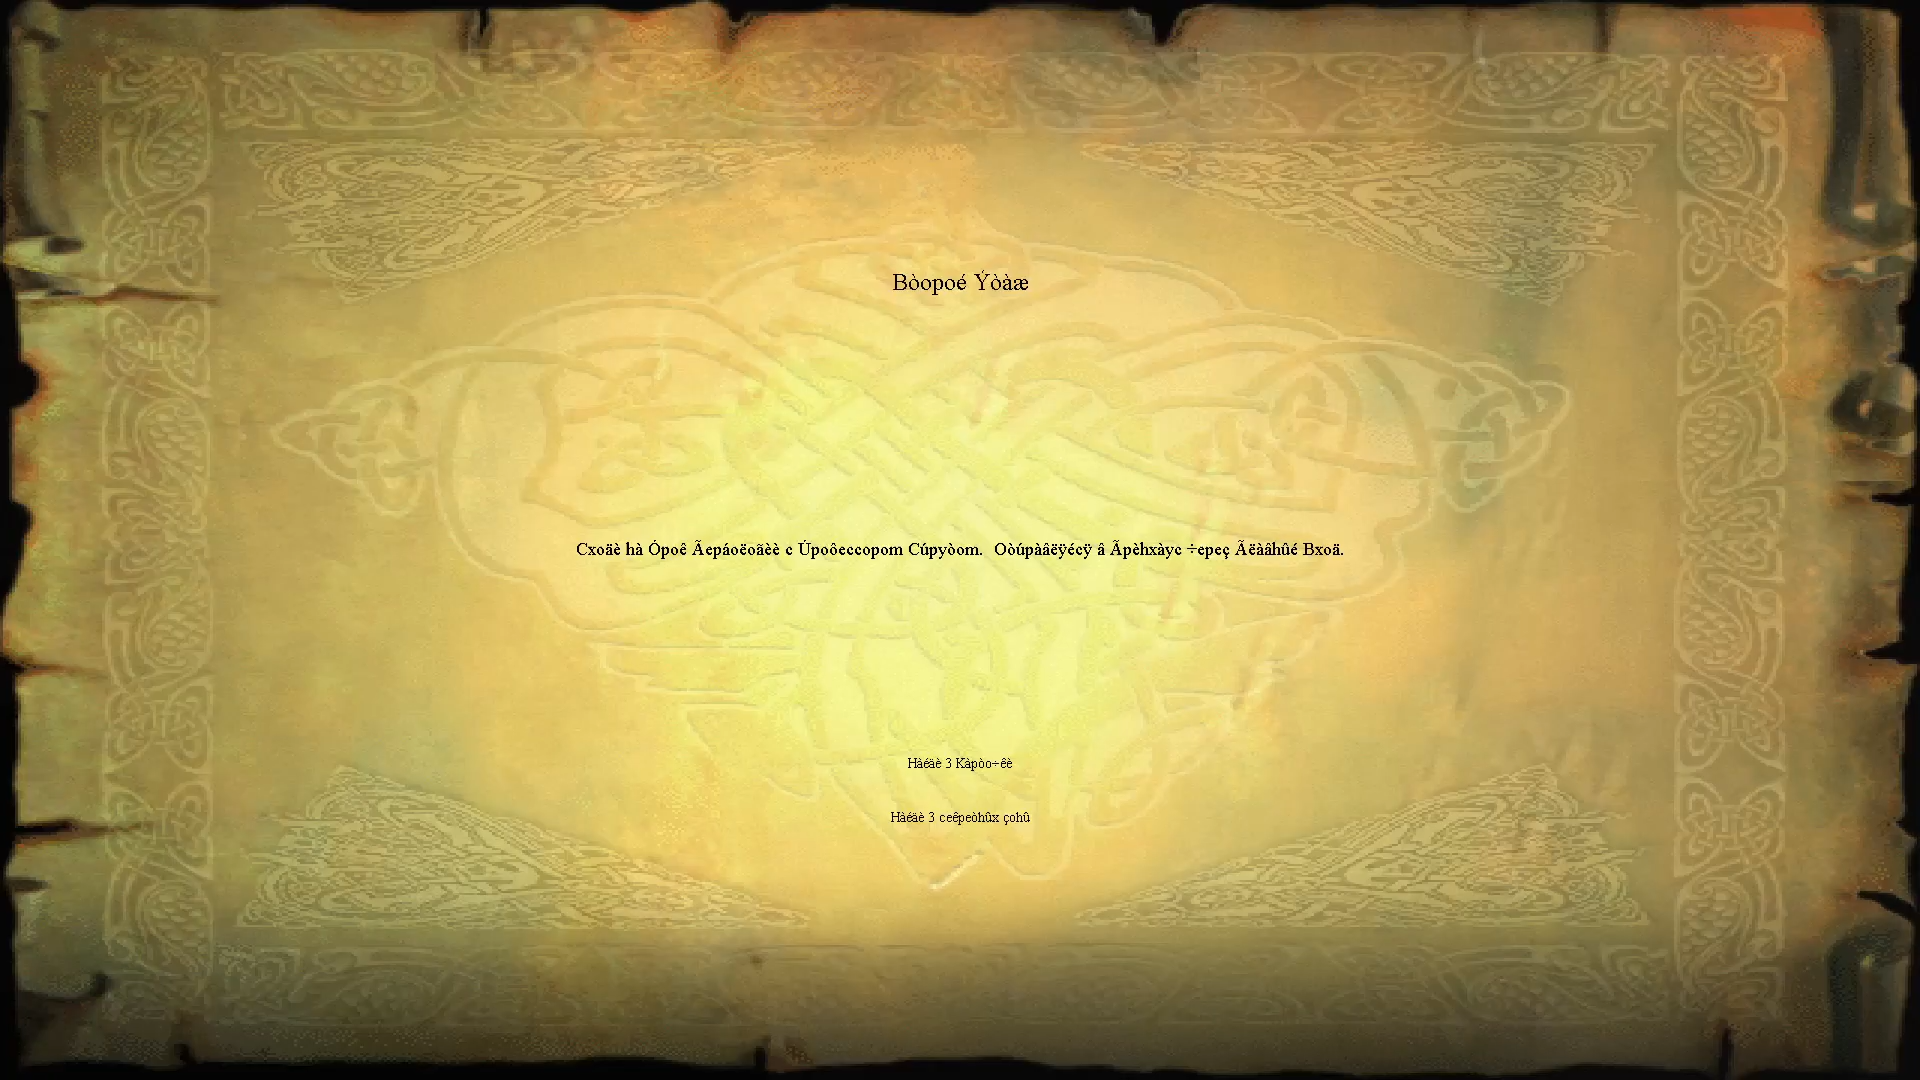 Bòopoé Ýòàæ
Cxoäè hà Ópoê Ãepáoëoãèè c Úpoôeccopom Cúpyòom. Oòúpàâëÿécÿ â Ãpèhxàyc ÷epeç Ãëàâhûé Bxoä.
Hàéäè 3 Kàpòo÷êè
Hàéäè 3 ceêpeòhûx çohû